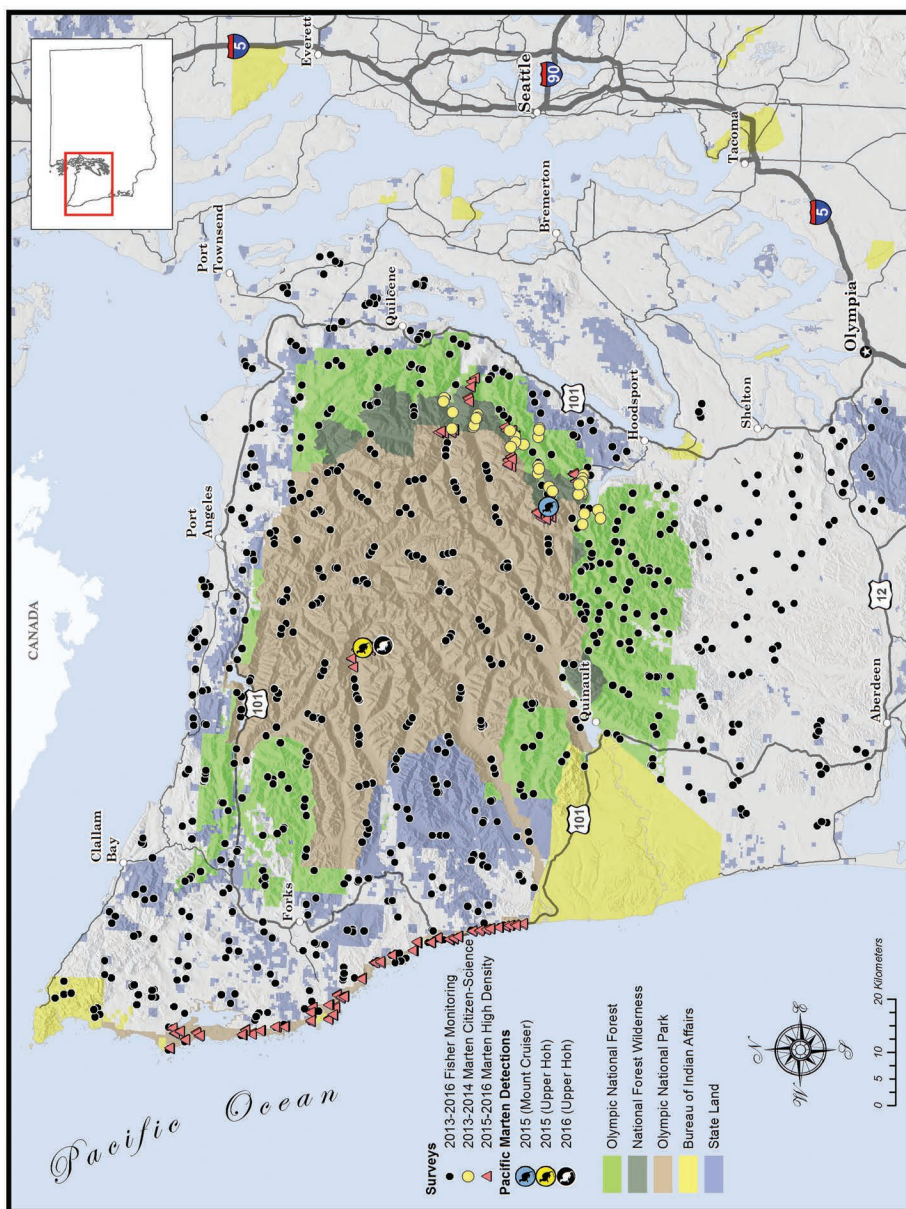 CANADA
Pacific Ocean
Clallam
Bay
Port
Angeles
Port
Townsend
5
Everett
Forks
101
101
Quilcene
Seattle
90
Bremerton
Quinault
101
Hoodsport
101
Tacoma
5
Shelton
Olympia
Aberdeen
12
Surveys
2013-2016 Fisher Monitoring
2013-2014 Marten Citizen-Science
2015-2016 Marten High Density
Pacific Marten Detections
2015 (Mount Cruiser)
2015 (Upper Hoh)
2016 (Upper Hoh)
Olympic National Forest
National Forest Wilderness
Olympic National Park
Bureau of Indian Affairs
State Land
N
E
S
W
0 5 10 20 Kilometers